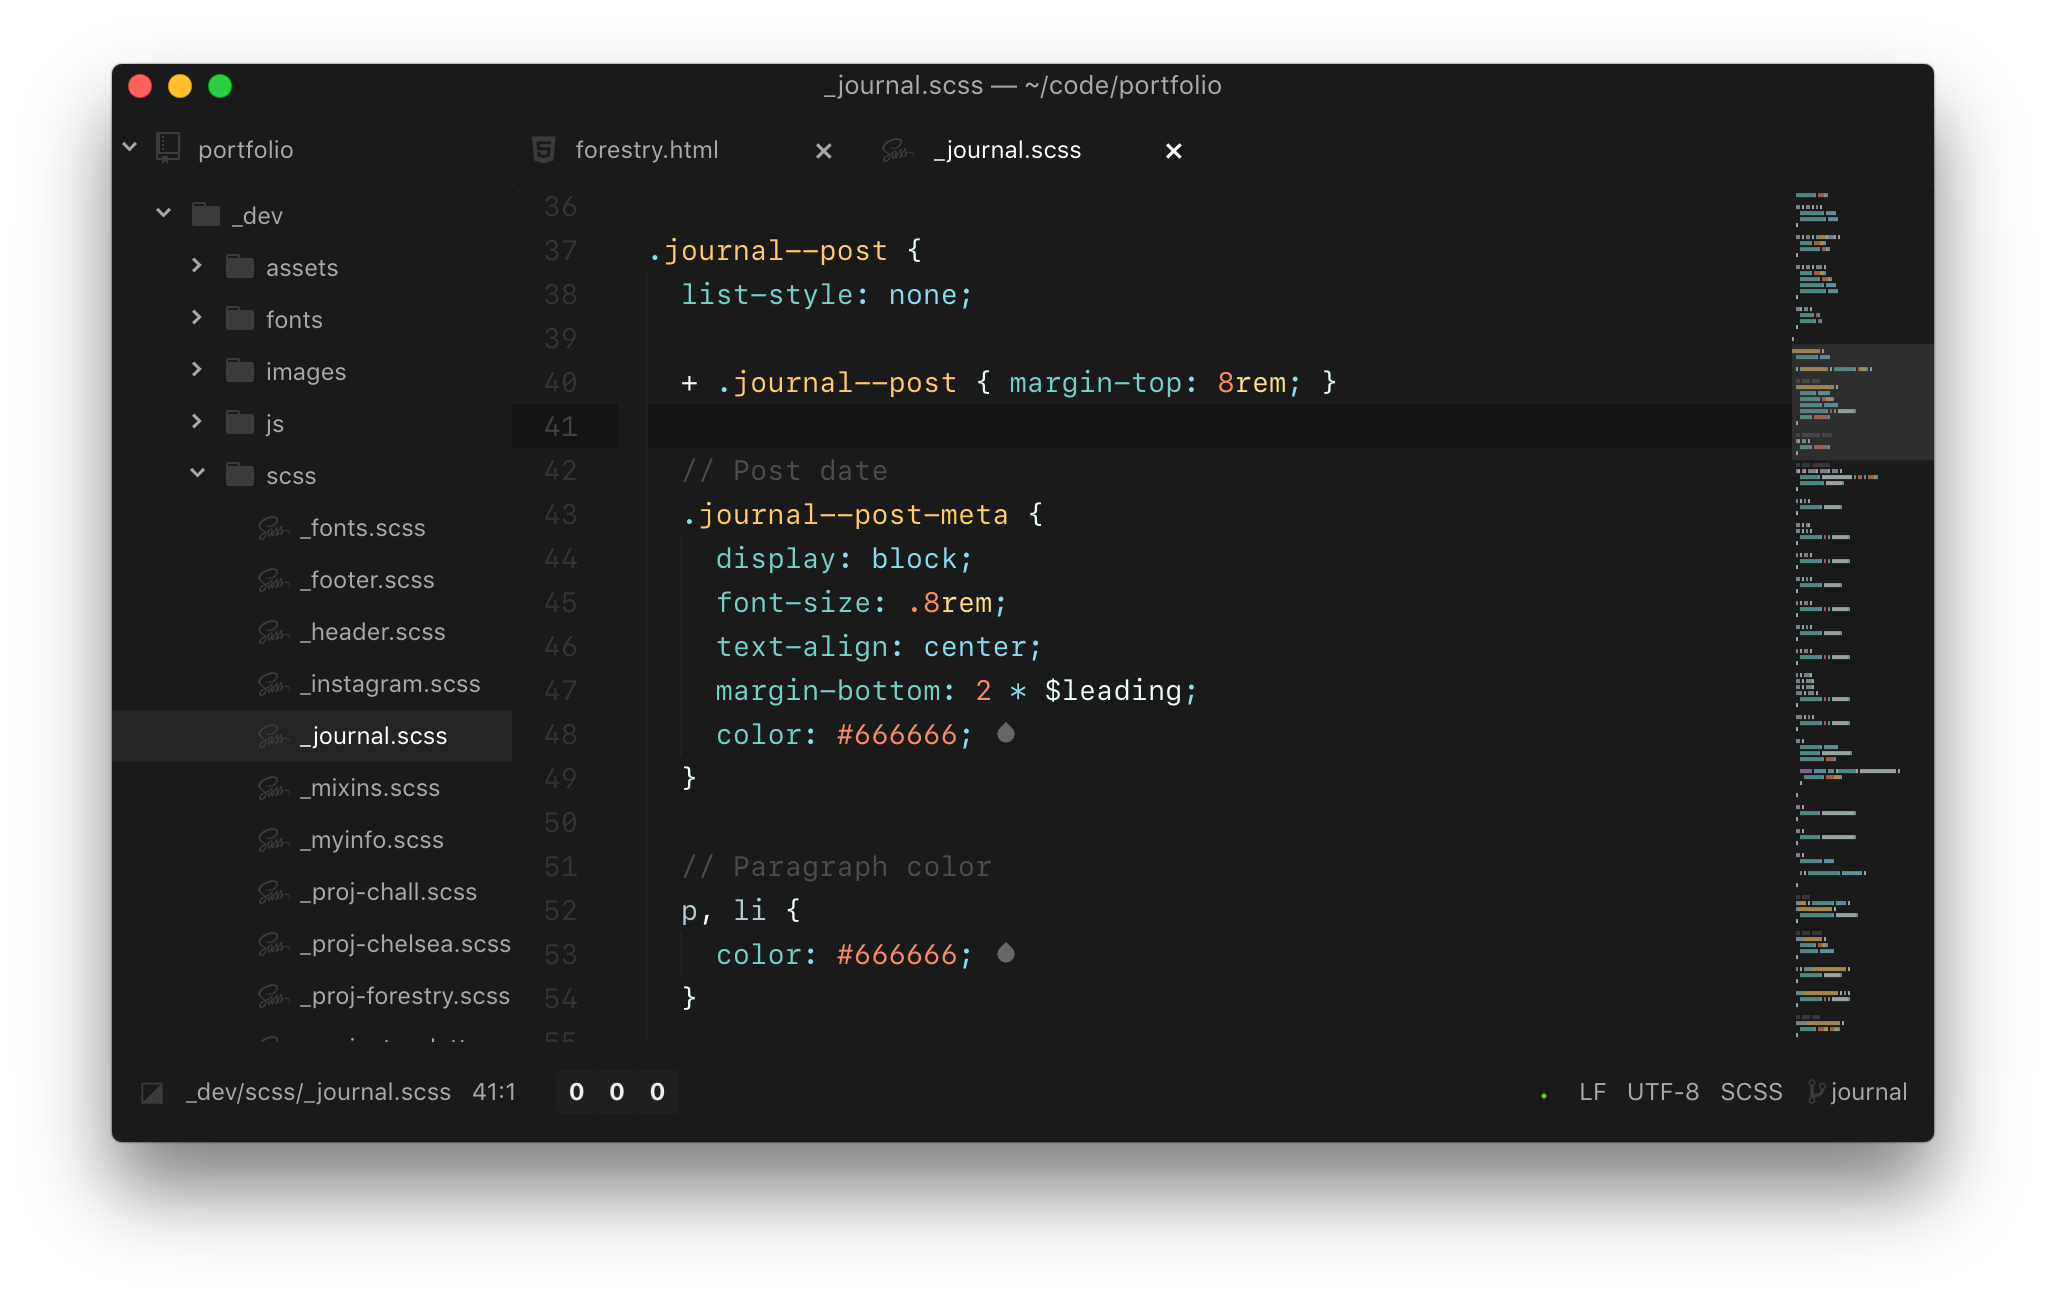 _journal.scss — ~/code/portfolio
portfolio
_dev
assets
fonts
images
js
scss
_fonts.scss
_footer.scss
_header.scss
_instagram.scss
_journal.scss
_mixins.scss
_myinfo.scss
_proj-chall.scss
_proj-chelsea.scss
_proj-forestry.scss
forestry.html ×
_journal.scss ×
36
37 .journal--post {
38 list-style: none;
39
40 + .journal--post { margin-top: 8rem; }
41
42 // Post date
43 .journal--post-meta {
44 display: block;
45 font-size: .8rem;
46 text-align: center;
47 margin-bottom: 2 * $leading;
48 color: #666666;
49 }
50
51 // Paragraph color
52 p, li {
53 color: #666666;
54 }
55
_dev/scss/_journal.scss 41:1 0 0 0 LF UTF-8 SCSS journal